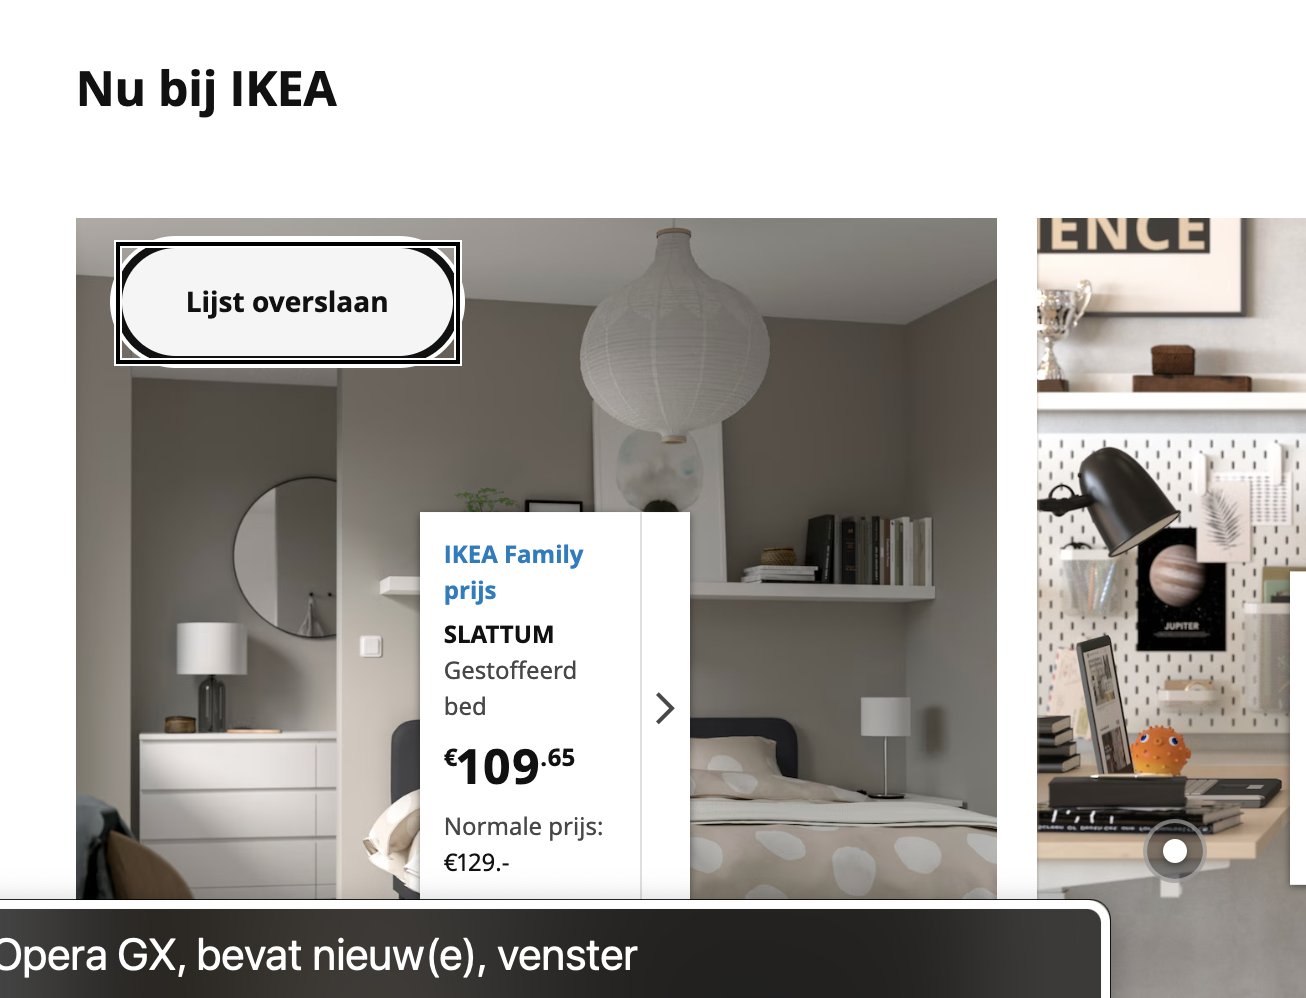 Nu bij IKEA
Lijst overslaan
IENCE
IKEA Family
prijs
SLATTUM
Gestoffeerd
bed
€109.65
Normale prijs:
€129.-
JUPITER
Opera GX, bevat nieuw(e), venster